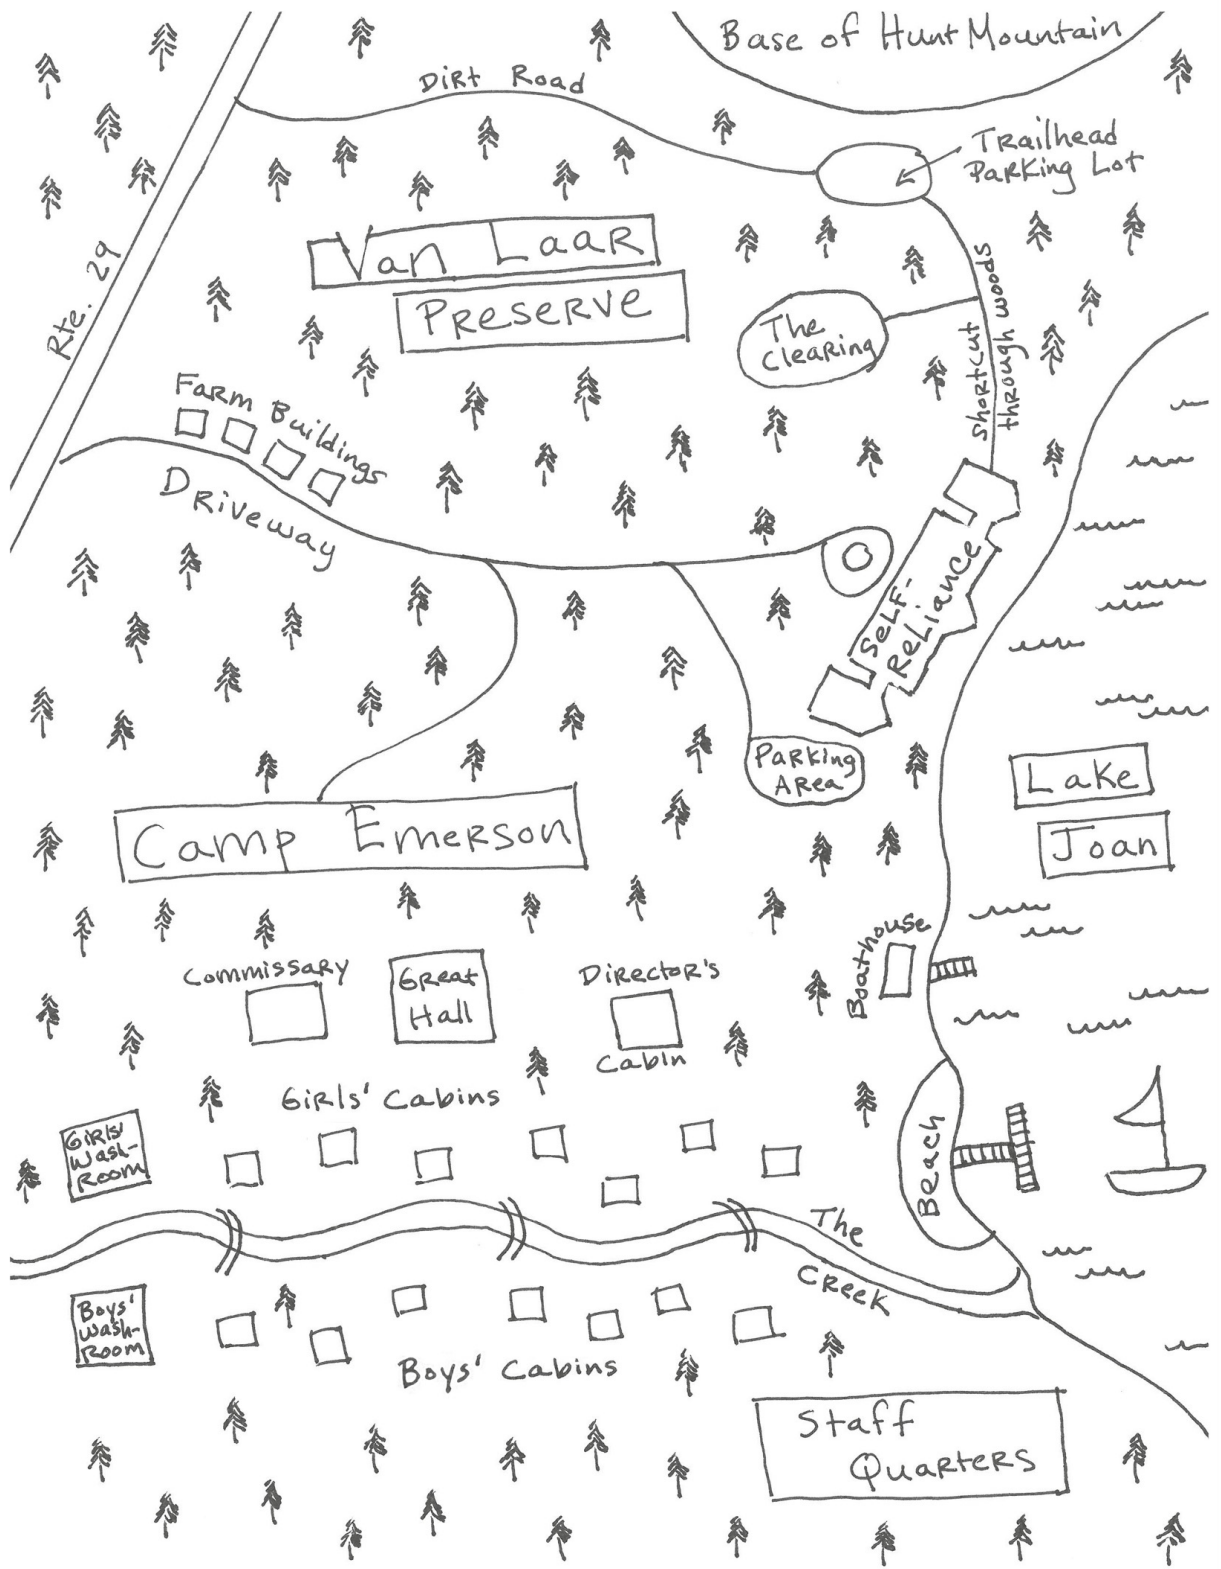 Base of Hunt Mountain
Dirt Road
Trailhead
Parking Lot
Van Laar
Preserve
Rte. 29
The
Clearing
shortcut
through woods
Farm Buildings
Driveway
Self-
Reliance
Parking
Area
Lake
Joan
Camp Emerson
Boathouse
Commissary
Great
Hall
Director's
Cabin
Girls' Cabins
Girls'
Wash-
Room
Beach
The
Creek
Boys'
Wash-
Room
Boys' Cabins
Staff
Quarters